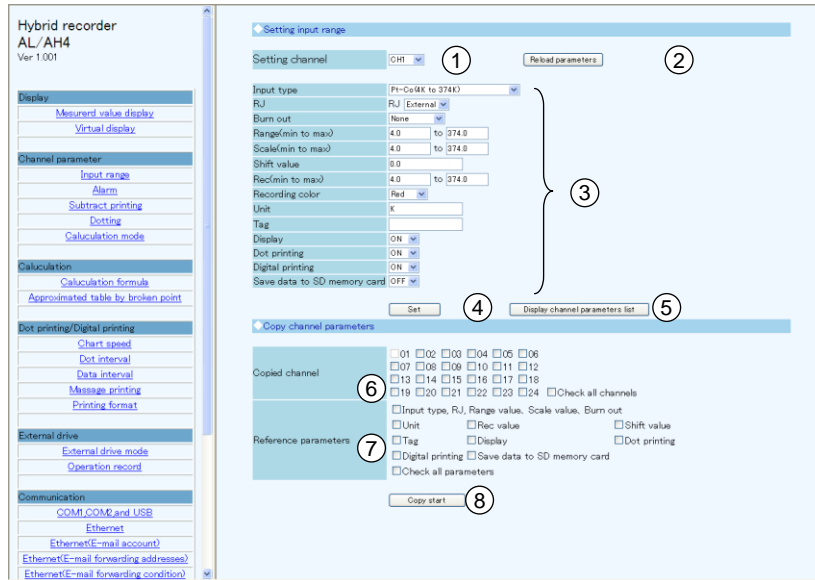 Hybrid recorder
AL/AH4
Ver 1.001
Display
Mesurerd value display
Virtual display
Channel parameter
Input range
Alarm
Subtract printing
Dotting
Caluculation mode
Caluculation
Caluculation formula
Approximated table by broken point
Dot printing/Digital printing
Chart speed
Dot interval
Data interval
Massage printing
Printing format
External drive
External drive mode
Operation record
Communication
COM1,COM2,and USB
Ethernet
Ethernet(E-mail account)
Ethernet(E-mail forwarding addresses)
Ethernet(E-mail forwarding condition)
Setting input range
Setting channel CH1 ① Reload parameters ②
Input type Pt-Co(4K to 374K)
RJ RJ External
Burn out None
Range(min to max) 4.0 to 374.0
Scale(min to max) 4.0 to 374.0
Shift value 0.0
Rec(min to max) 4.0 to 374.0
③
Recording color Red
Unit K
Tag
Display ON
Dot printing ON
Digital printing ON
Save data to SD memory card OFF
Set ④ Display channel parameters list ⑤
Copy channel parameters
Copied channel ⑥
01 02 03 04 05 06
07 08 09 10 11 12
13 14 15 16 17 18
19 20 21 22 23 24 Check all channels
Reference parameters ⑦
Input type, RJ, Range value, Scale value, Burn out
Unit Rec value Shift value
Tag Display Dot printing
Digital printing Save data to SD memory card
Check all parameters
Copy start ⑧